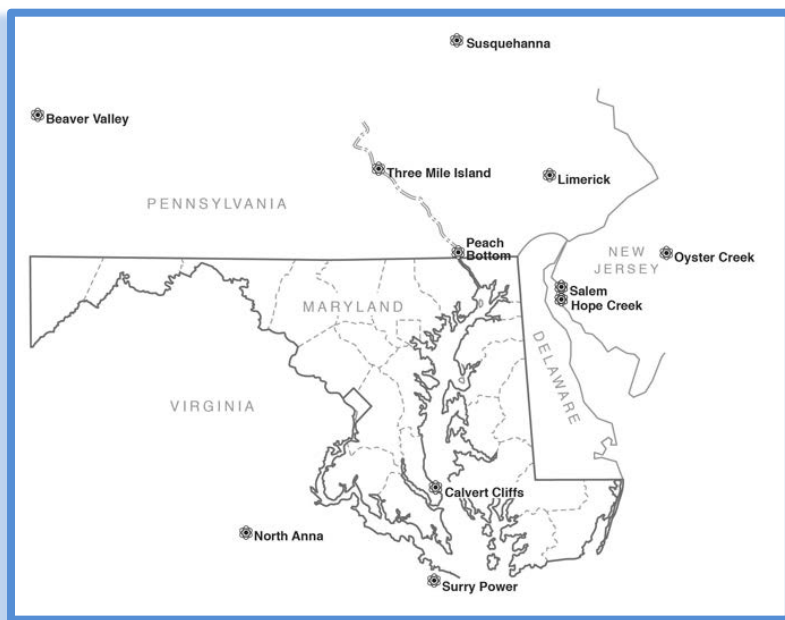 Susquehanna
Beaver Valley
Three Mile Island
Limerick
PENNSYLVANIA
Peach
Bottom
NEW
JERSEY
Oyster Creek
Salem
Hope Creek
MARYLAND
DELAWARE
VIRGINIA
Calvert Cliffs
North Anna
Surry Power